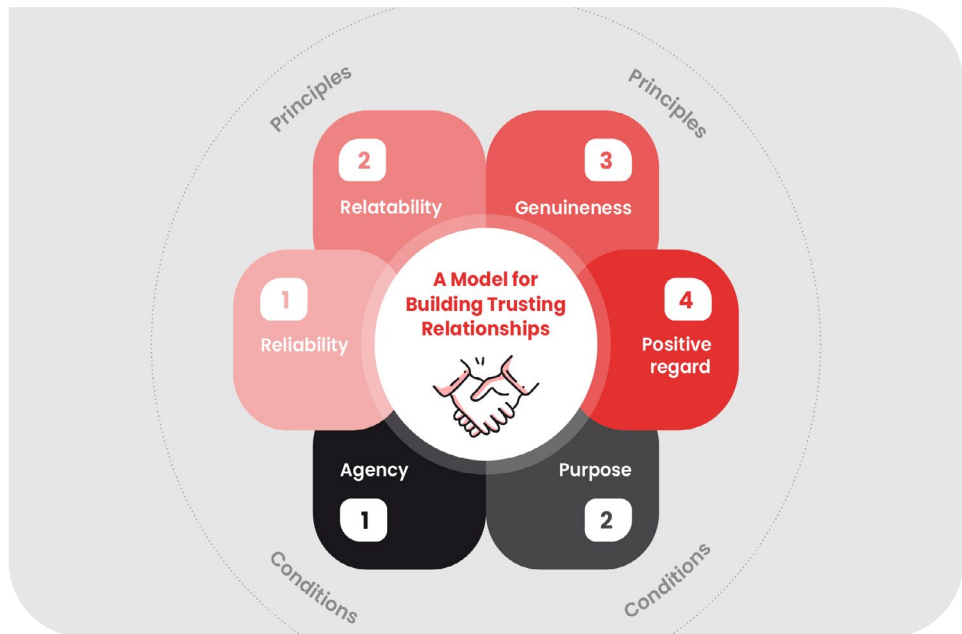 Principles
Principles
2
Relatability
3
Genuineness
1
Reliability
A Model for
Building Trusting
Relationships
4
Positive
regard
Agency
1
Purpose
2
Conditions
Conditions